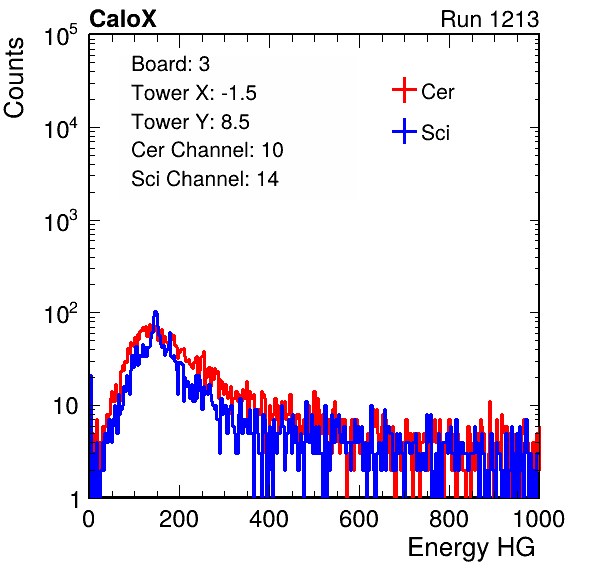 CaloX Run 1213
10^5
10^4
10^3
10^2
10
1
Counts
Board: 3
Tower X: -1.5
Tower Y: 8.5
Cer Channel: 10
Sci Channel: 14
Cer
Sci
0 200 400 600 800 1000
Energy HG